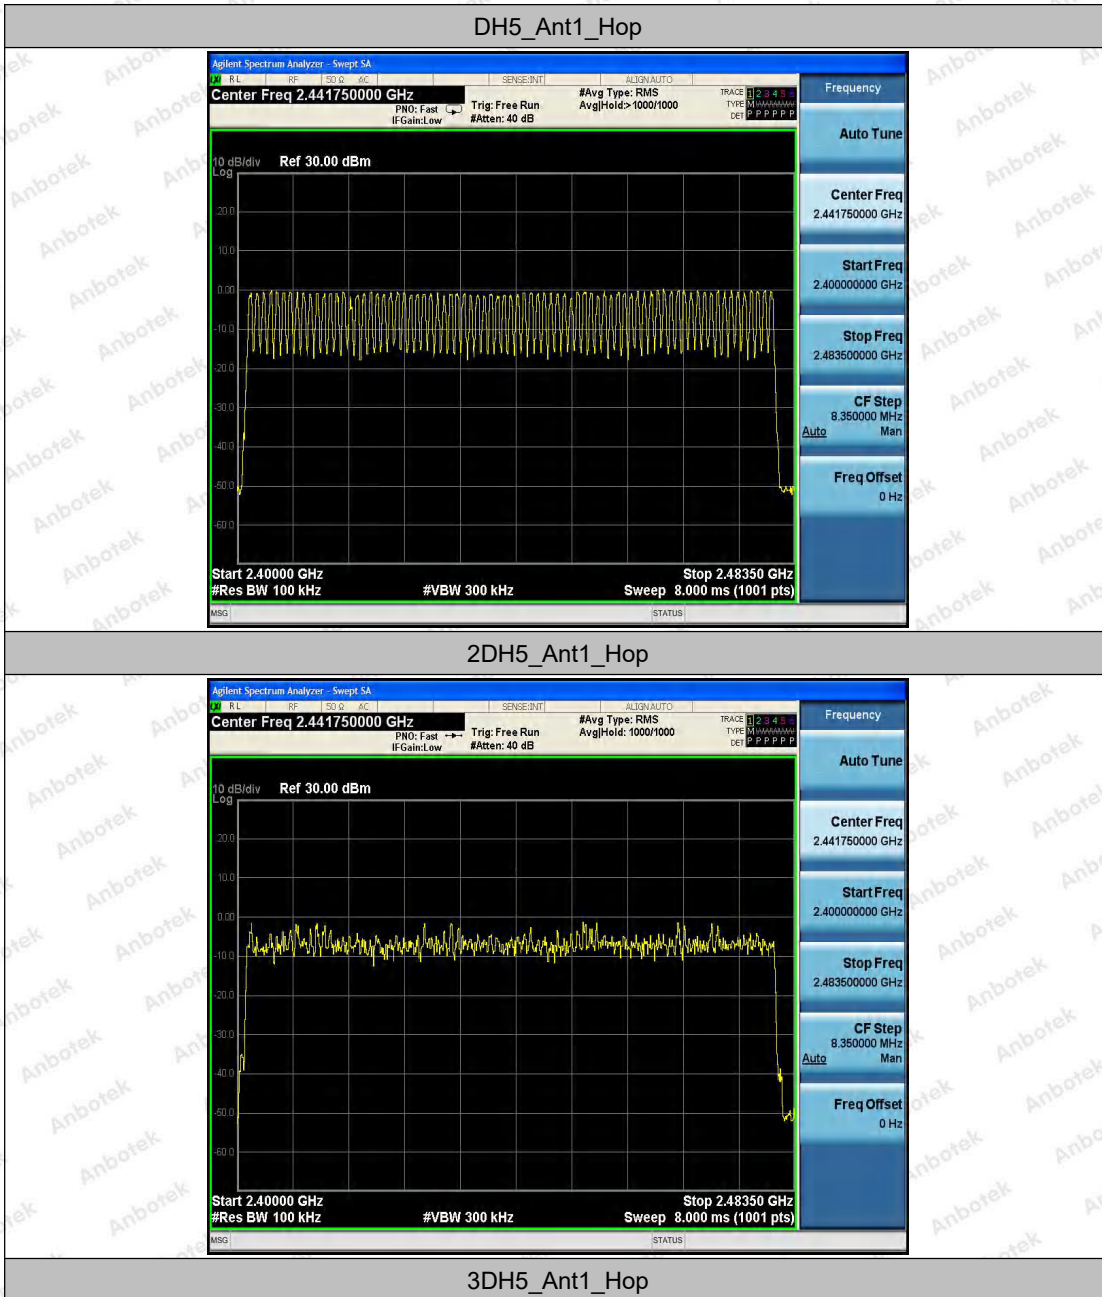 DH5_Ant1_Hop
Agilent Spectrum Analyzer - Swept SA
RL RF 50 Ω AC SENSE:INT ALIGNAUTO
Center Freq 2.441750000 GHz
PNO: Fast
IFGain:Low
Trig: Free Run
#Atten: 40 dB
#Avg Type: RMS
Avg|Hold:>1000/1000
TRACE 1 2 3 4 5 6
TYPE M
DET P P P P P P
10 dB/div Ref 30.00 dBm
Log
20.0
10.0
0.00
-10.0
-20.0
-30.0
-40.0
-50.0
-60.0
Start 2.40000 GHz Stop 2.48350 GHz
#Res BW 100 kHz #VBW 300 kHz Sweep 8.000 ms (1001 pts)
MSG STATUS
Frequency
Auto Tune
Center Freq
2.441750000 GHz
Start Freq
2.400000000 GHz
Stop Freq
2.483500000 GHz
CF Step
8.350000 MHz
Auto Man
Freq Offset
0 Hz
2DH5_Ant1_Hop
Agilent Spectrum Analyzer - Swept SA
RL RF 50 Ω AC SENSE:INT ALIGNAUTO
Center Freq 2.441750000 GHz
PNO: Fast
IFGain:Low
Trig: Free Run
#Atten: 40 dB
#Avg Type: RMS
Avg|Hold: 1000/1000
TRACE 1 2 3 4 5 6
TYPE M
DET P P P P P P
10 dB/div Ref 30.00 dBm
Log
20.0
10.0
0.00
-10.0
-20.0
-30.0
-40.0
-50.0
-60.0
Start 2.40000 GHz Stop 2.48350 GHz
#Res BW 100 kHz #VBW 300 kHz Sweep 8.000 ms (1001 pts)
MSG STATUS
Frequency
Auto Tune
Center Freq
2.441750000 GHz
Start Freq
2.400000000 GHz
Stop Freq
2.483500000 GHz
CF Step
8.350000 MHz
Auto Man
Freq Offset
0 Hz
3DH5_Ant1_Hop